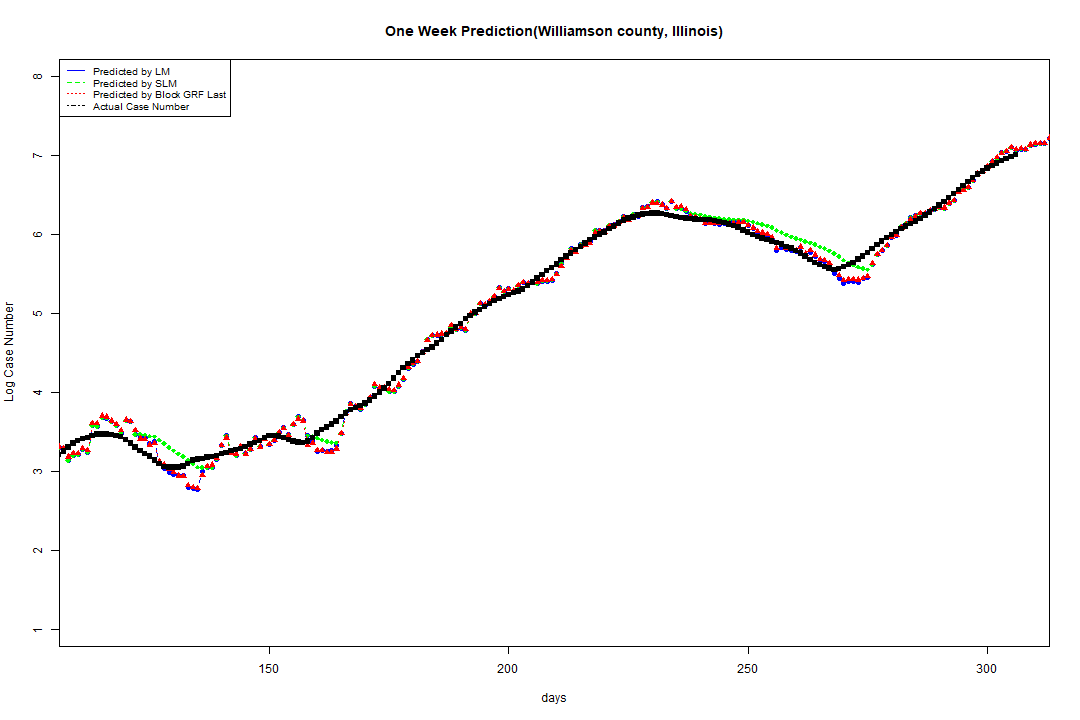 One Week Prediction(Williamson county, Illinois)
Predicted by LM
Predicted by SLM
Predicted by Block GRF Last
Actual Case Number
8
7
6
5
4
3
2
1
Log Case Number
150 200 250 300
days